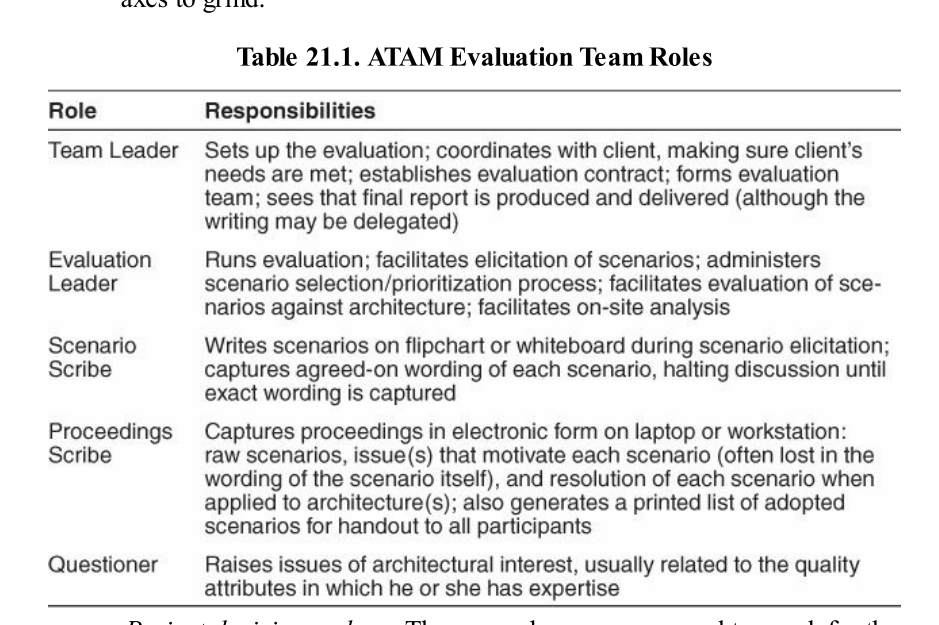 axes to grind.
Table 21.1. ATAM Evaluation Team Roles
Role Responsibilities
Team Leader Sets up the evaluation; coordinates with client, making sure client's
needs are met; establishes evaluation contract; forms evaluation
team; sees that final report is produced and delivered (although the
writing may be delegated)
Evaluation Runs evaluation; facilitates elicitation of scenarios; administers
Leader scenario selection/prioritization process; facilitates evaluation of sce-
narios against architecture; facilitates on-site analysis
Scenario Writes scenarios on flipchart or whiteboard during scenario elicitation;
Scribe captures agreed-on wording of each scenario, halting discussion until
exact wording is captured
Proceedings Captures proceedings in electronic form on laptop or workstation:
Scribe raw scenarios, issue(s) that motivate each scenario (often lost in the
wording of the scenario itself), and resolution of each scenario when
applied to architecture(s); also generates a printed list of adopted
scenarios for handout to all participants
Questioner Raises issues of architectural interest, usually related to the quality
attributes in which he or she has expertise